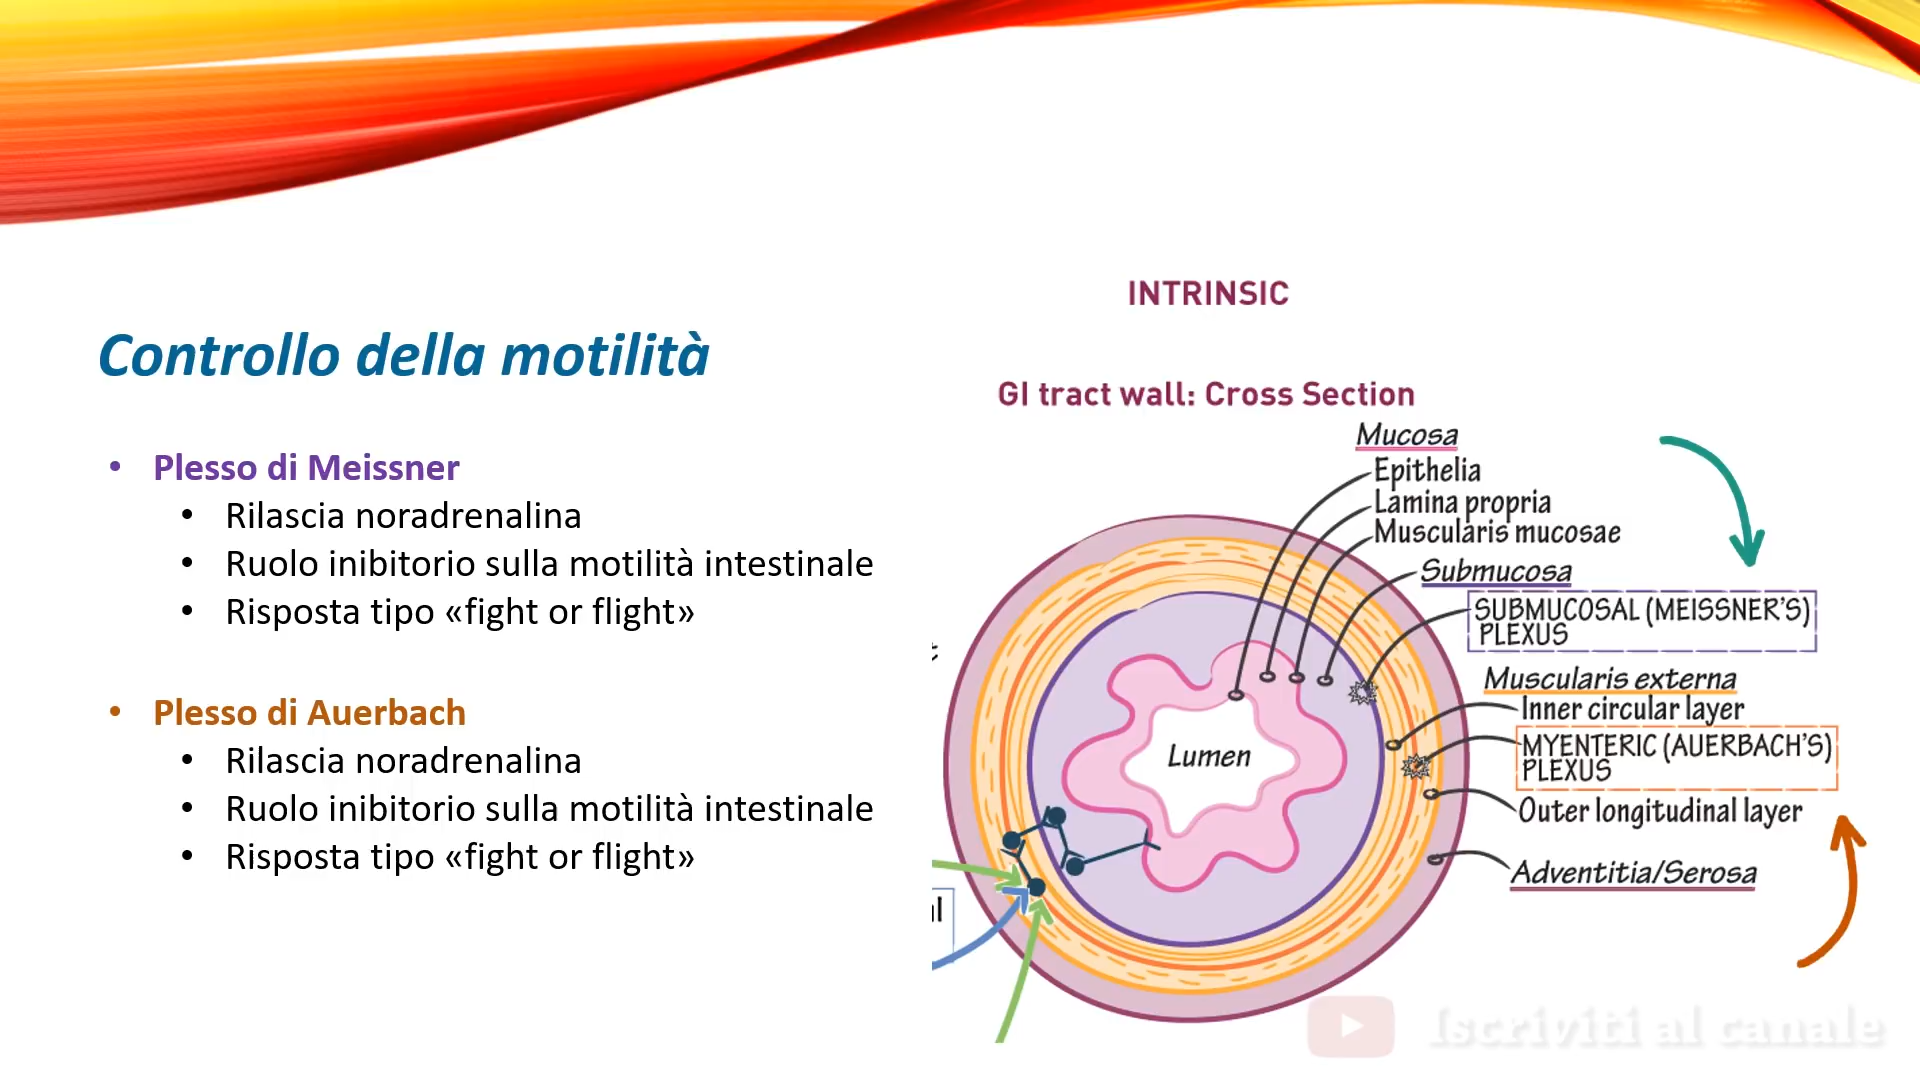 Controllo della motilità
• Plesso di Meissner
• Rilascia noradrenalina
• Ruolo inibitorio sulla motilità intestinale
• Risposta tipo «fight or flight»
• Plesso di Auerbach
• Rilascia noradrenalina
• Ruolo inibitorio sulla motilità intestinale
• Risposta tipo «fight or flight»
INTRINSIC
GI tract wall: Cross Section
Mucosa
Epithelia
Lamina propria
Muscularis mucosae
Submucosa
SUBMUCOSAL (MEISSNER'S)
PLEXUS
Muscularis externa
Inner circular layer
MYENTERIC (AUERBACH'S)
PLEXUS
Outer longitudinal layer
Adventitia/Serosa
Lumen
Iscriviti al canale